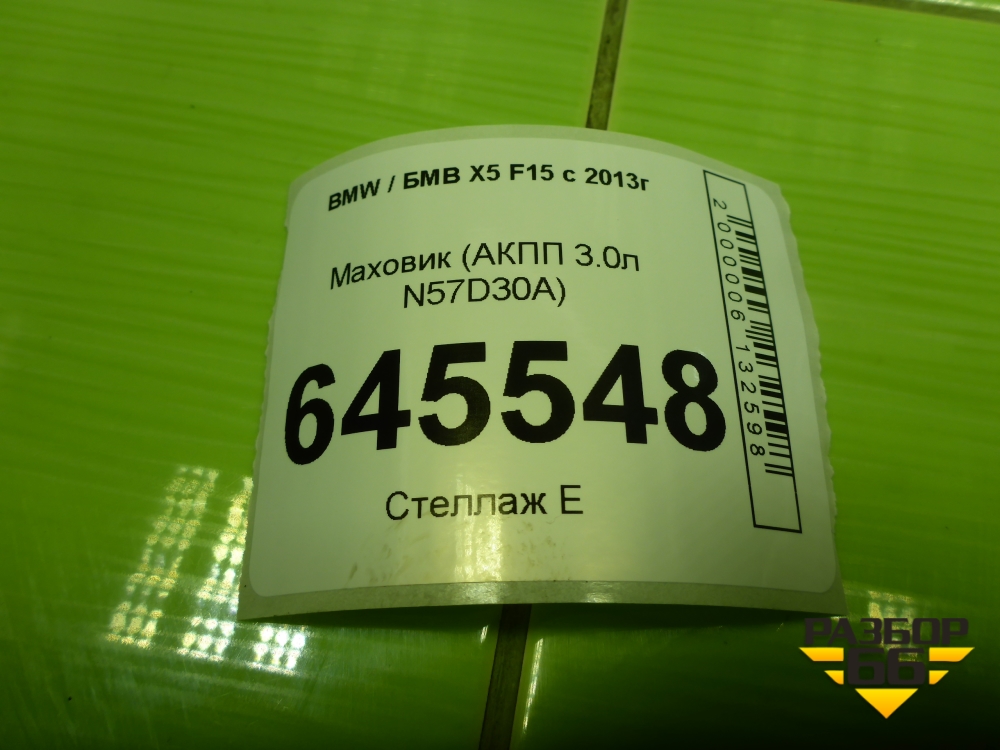 BMW / БМВ X5 F15 с 2013г
Маховик (АКПП 3.0л
N57D30A)
645548
Стеллаж Е
2000006132598
РАЗБОР
66